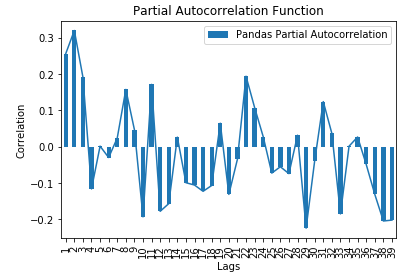 Partial Autocorrelation Function
Pandas Partial Autocorrelation
Correlation
0.3
0.2
0.1
0.0
−0.1
−0.2
1 2 3 4 5 6 7 8 9 10 11 12 13 14 15 16 17 18 19 20 21 22 23 24 25 26 27 28 29 30 31 32 33 34 35 36 37 38 39
Lags